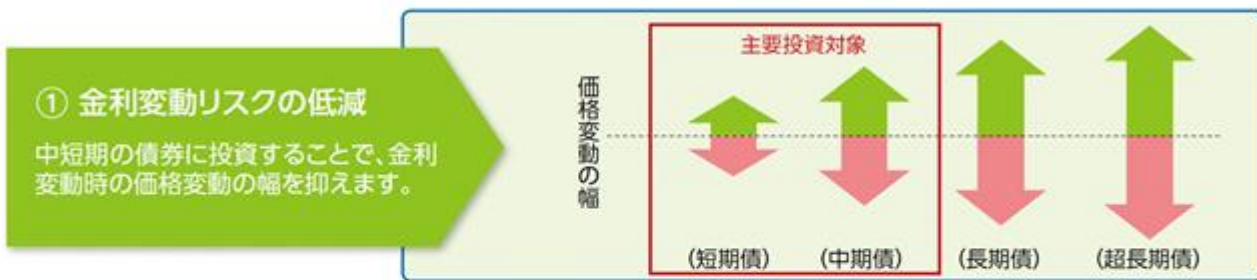 ① 金利変動リスクの低減
中短期の債券に投資することで、金利
変動時の価格変動の幅を抑えます。
主要投資対象
価格変動の幅
(短期債)
(中期債)
(長期債)
(超長期債)